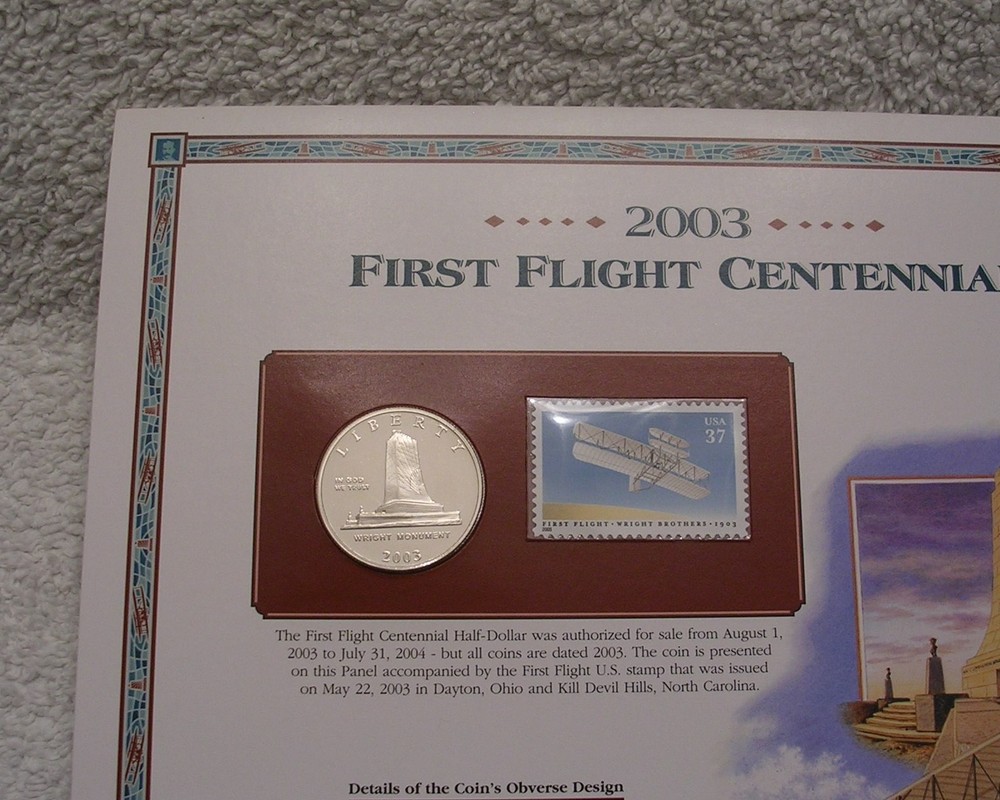 2003
FIRST FLIGHT CENTENNIA
LIBERTY
IN GOD
WE TRUST
WRIGHT MONUMENT
2003
USA
37
FIRST FLIGHT • WRIGHT BROTHERS • 1903
2003
The First Flight Centennial Half-Dollar was authorized for sale from August 1,
2003 to July 31, 2004 - but all coins are dated 2003. The coin is presented
on this Panel accompanied by the First Flight U.S. stamp that was issued
on May 22, 2003 in Dayton, Ohio and Kill Devil Hills, North Carolina.
Details of the Coin's Obverse Design